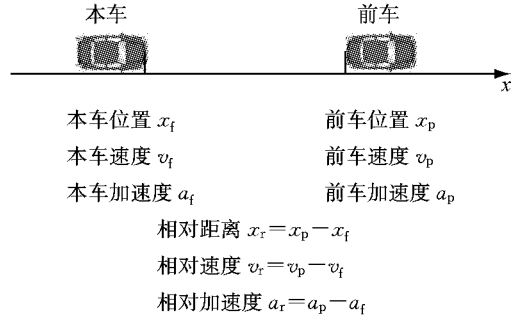 本车 前车
x
本车位置 x_f 前车位置 x_p
本车速度 v_f 前车速度 v_p
本车加速度 a_f 前车加速度 a_p
相对距离 x_r=x_p-x_f
相对速度 v_r=v_p-v_f
相对加速度 a_r=a_p-a_f